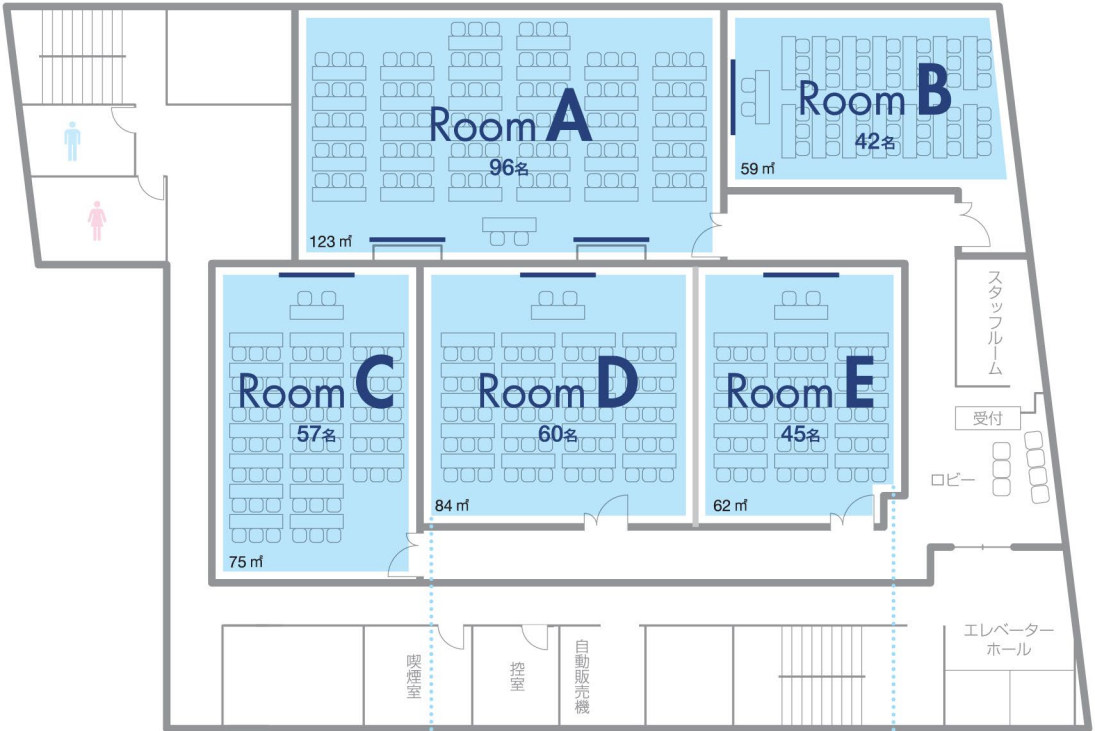 Room A
96名
123㎡
Room B
42名
59㎡
Room C
57名
75㎡
Room D
60名
84㎡
Room E
45名
62㎡
スタッフルーム
受付
ロビー
エレベーター
ホール
喫煙室
控室
自動販売機